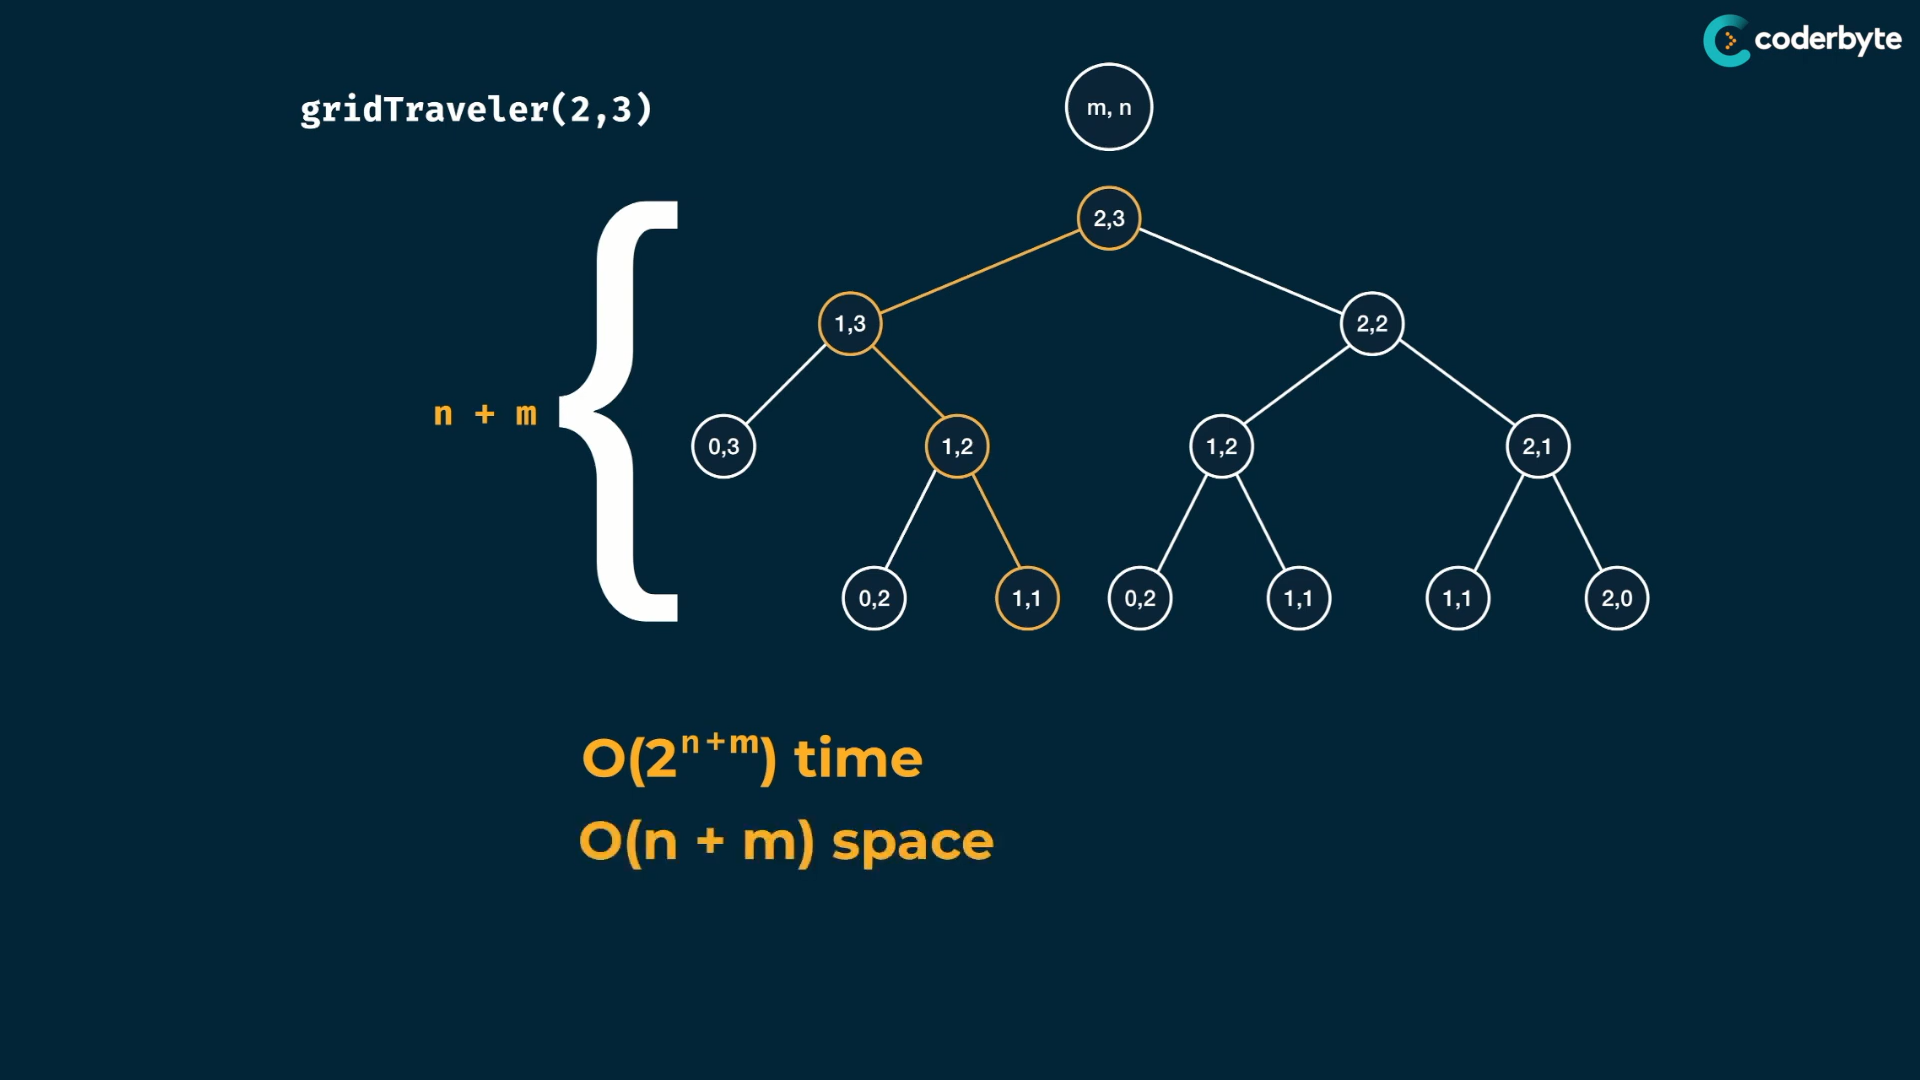 coderbyte
gridTraveler(2,3)
m, n
2,3
1,3
2,2
n + m
0,3
1,2
1,2
2,1
0,2
1,1
0,2
1,1
1,1
2,0
O(2ⁿ⁺ᵐ) time
O(n + m) space